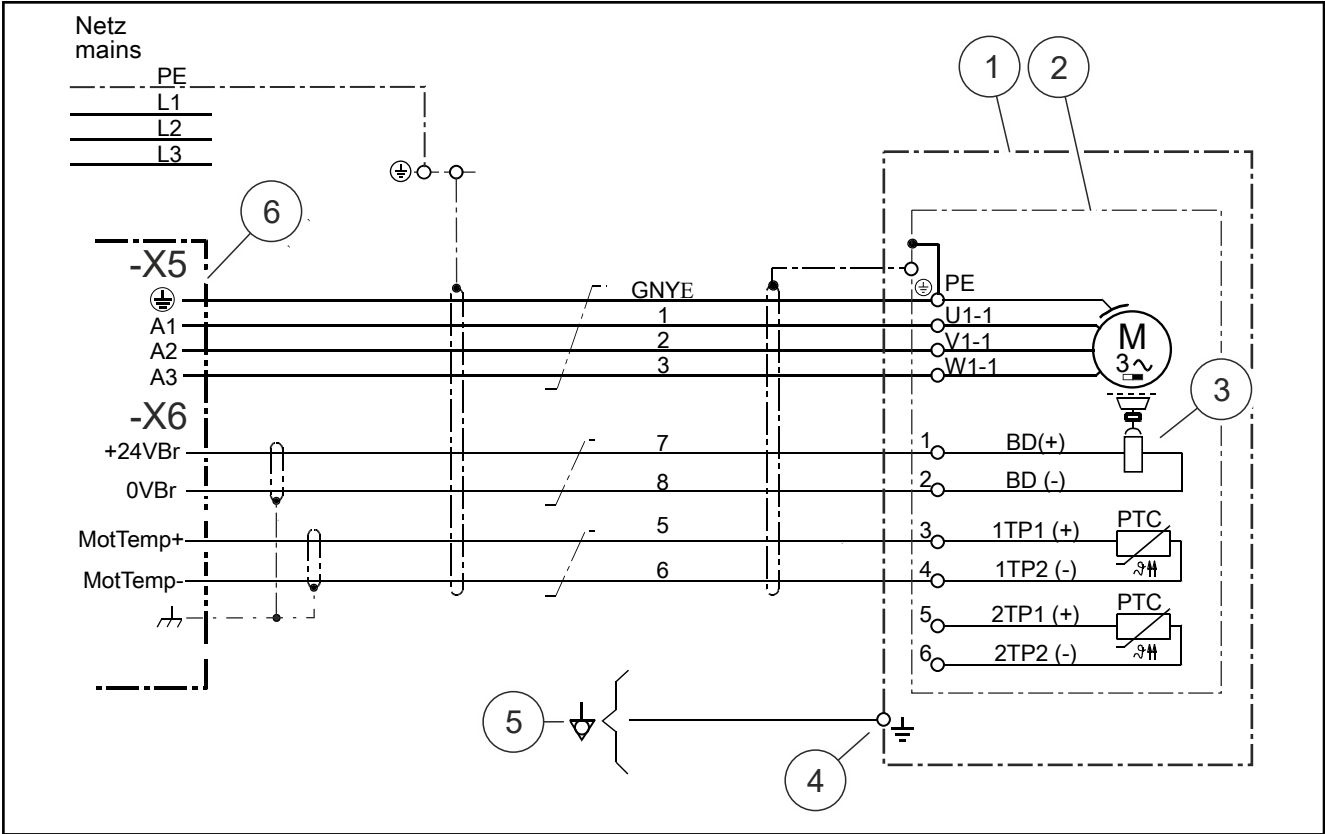 Netz
mains
PE
L1
L2
L3
1
2
6
-X5
GNYE
PE
A1
1
U1-1
A2
2
V1-1
A3
3
W1-1
M
3∿
3
-X6
+24VBr
7
1
BD(+)
0VBr
8
2
BD (-)
MotTemp+
5
3
1TP1 (+)
PTC
MotTemp-
6
4
1TP2 (-)
ϑ
5
2TP1 (+)
PTC
6
2TP2 (-)
ϑ
5
4